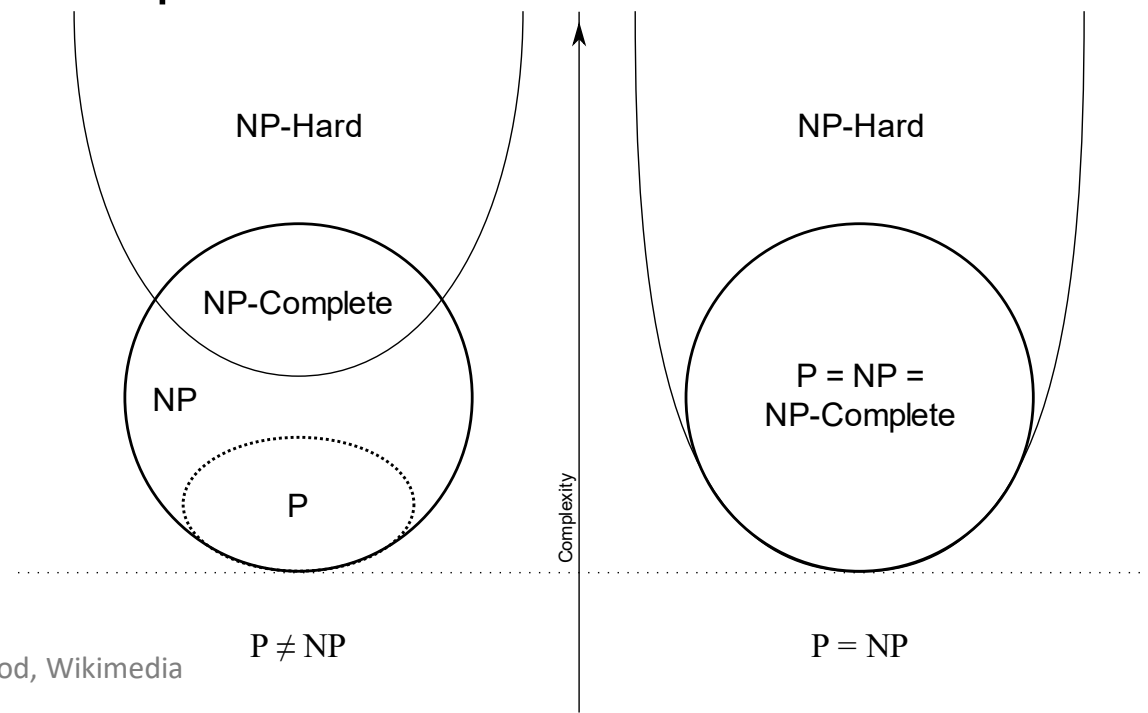 NP-Hard
NP-Complete
NP
P
P ≠ NP
Complexity
NP-Hard
P = NP =
NP-Complete
P = NP
od, Wikimedia